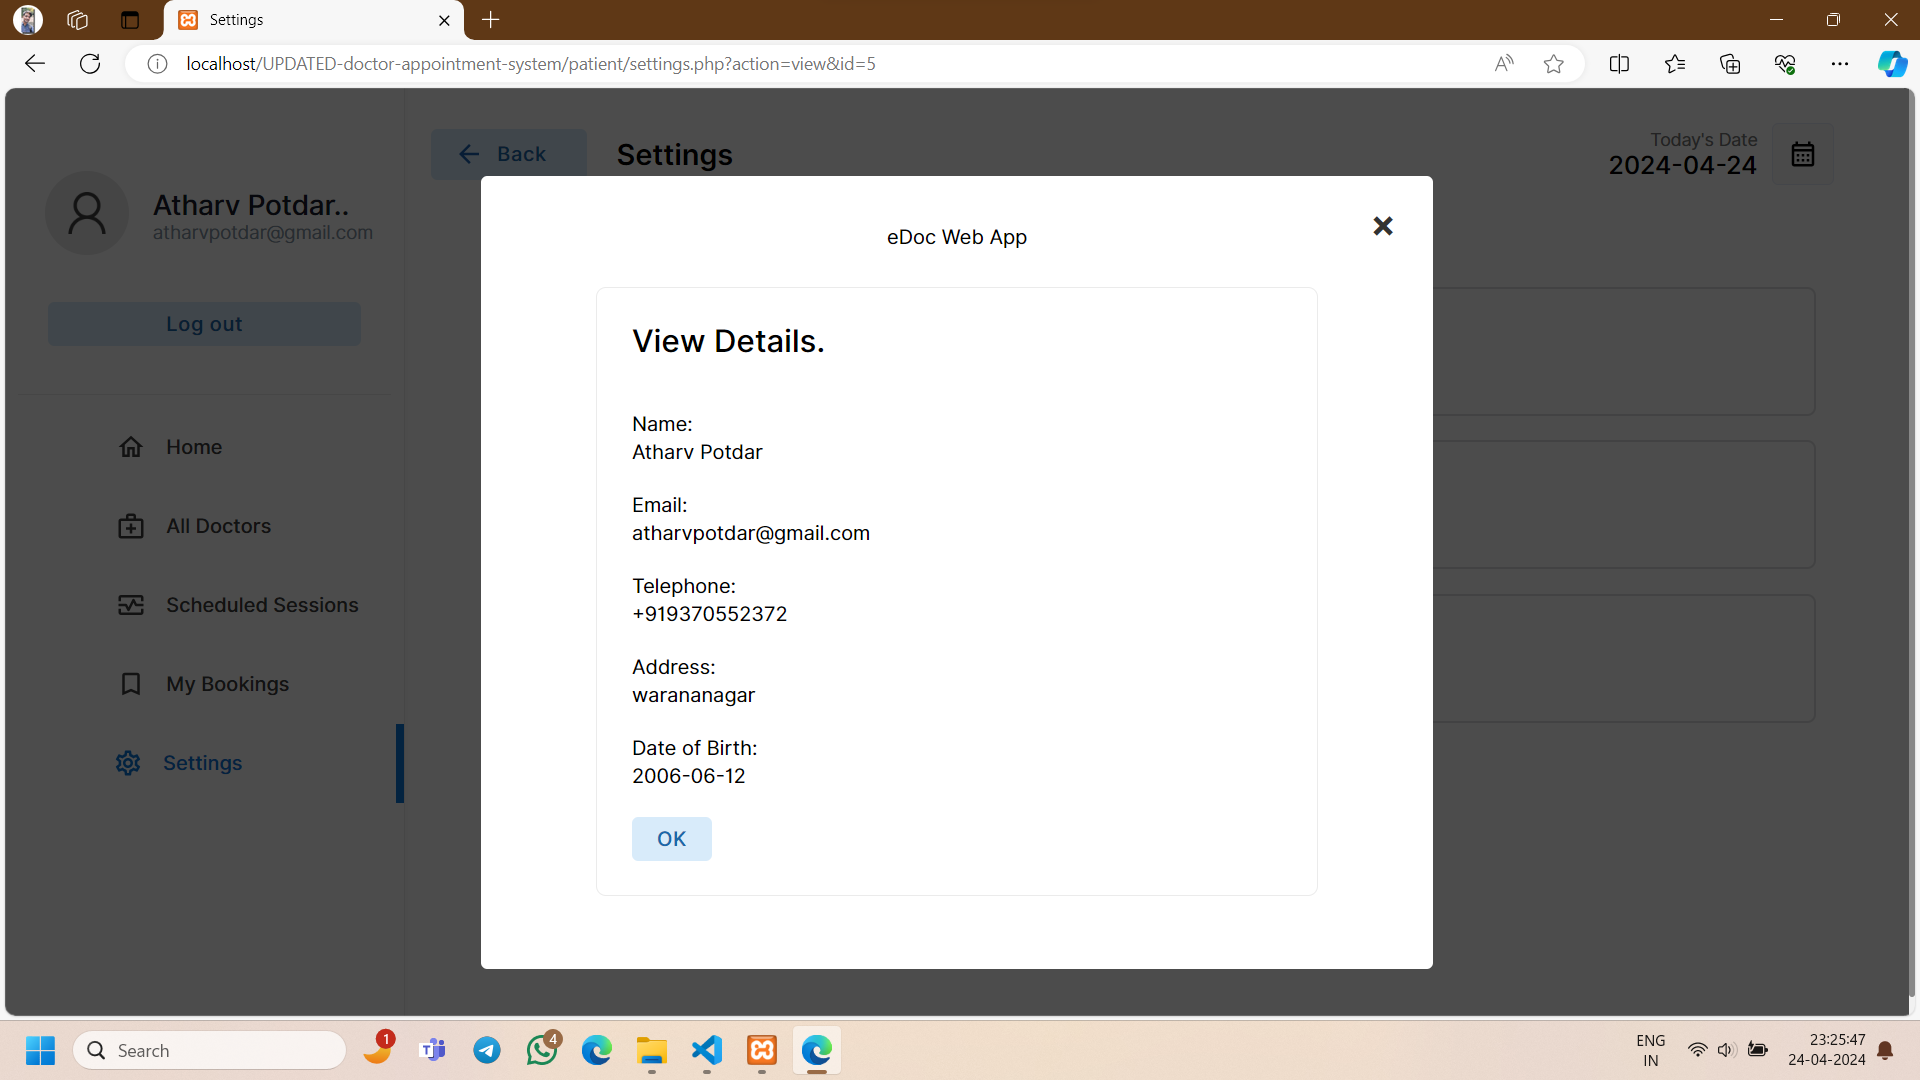 Settings
localhost/UPDATED-doctor-appointment-system/patient/settings.php?action=view&id=5
Atharv Potdar..
atharvpotdar@gmail.com
Log out
Home
All Doctors
Scheduled Sessions
My Bookings
Settings
Back
Settings
Today's Date
2024-04-24
eDoc Web App
View Details.
Name:
Atharv Potdar
Email:
atharvpotdar@gmail.com
Telephone:
+919370552372
Address:
warananagar
Date of Birth:
2006-06-12
OK
Search
1
4
ENG
IN
23:25:47
24-04-2024